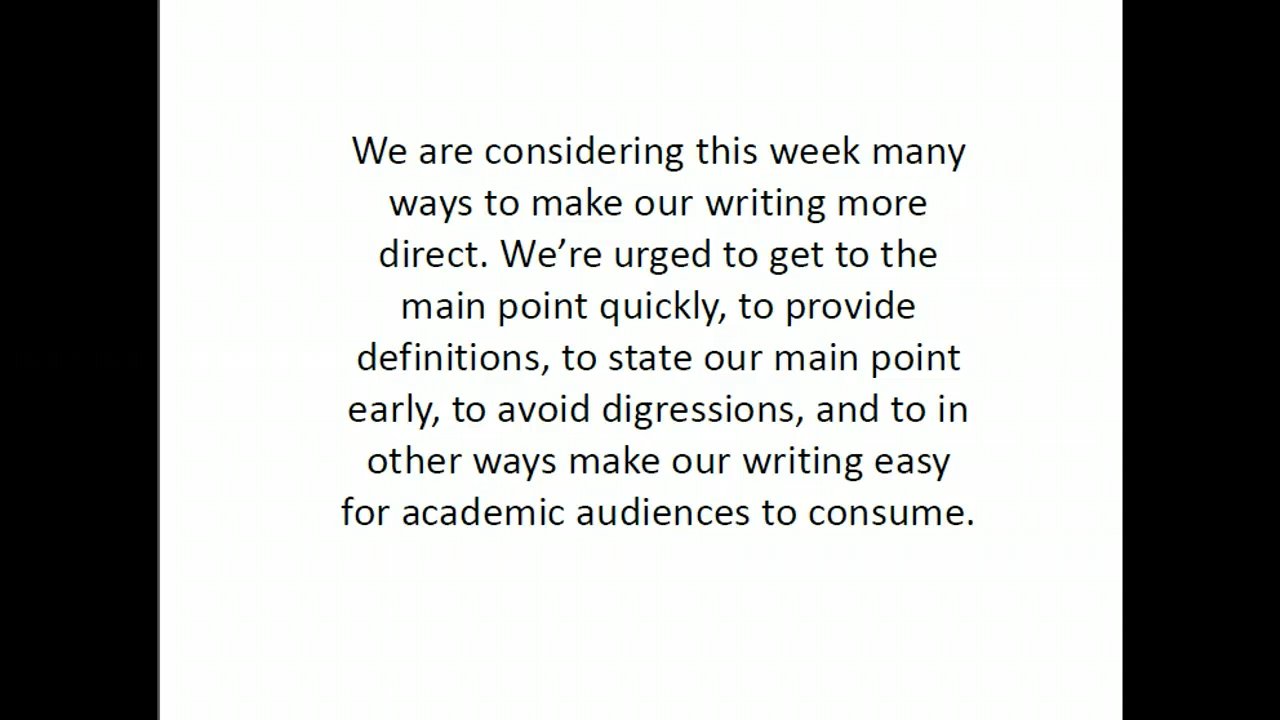 We are considering this week many
ways to make our writing more
direct. We’re urged to get to the
main point quickly, to provide
definitions, to state our main point
early, to avoid digressions, and to in
other ways make our writing easy
for academic audiences to consume.